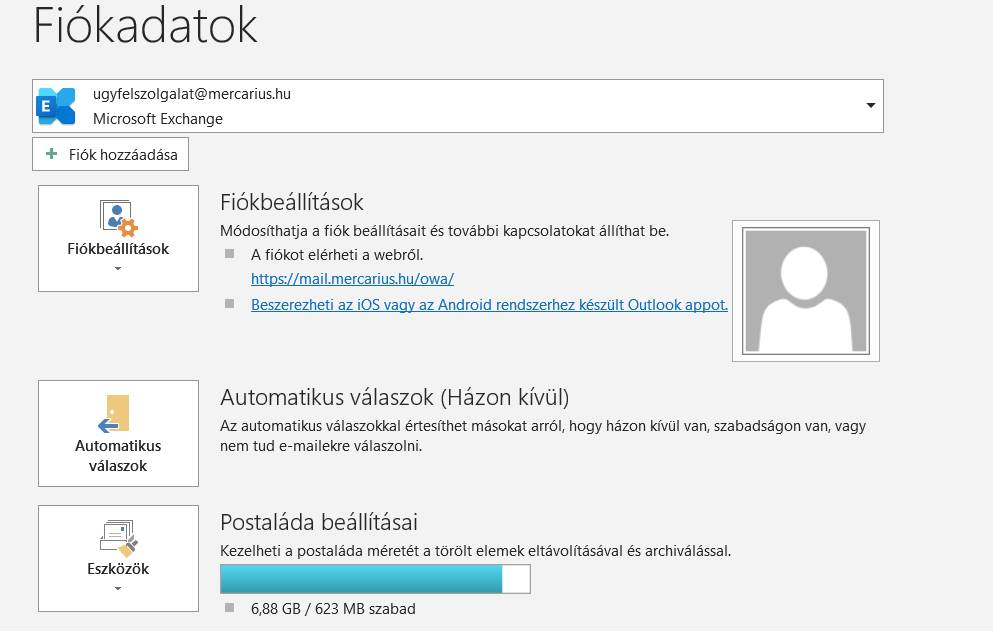 Fiókadatok
ugyfelszolgalat@mercarius.hu
Microsoft Exchange
Fiók hozzáadása
Fiókbeállítások
Fiókbeállítások
Módosíthatja a fiók beállításait és további kapcsolatokat állíthat be.
A fiókot elérheti a webről.
https://mail.mercarius.hu/owa/
Beszerezheti az iOS vagy az Android rendszerhez készült Outlook appot.
Automatikus
válaszok
Automatikus válaszok (Házon kívül)
Az automatikus válaszokkal értesíthet másokat arról, hogy házon kívül van, szabadságon van, vagy
nem tud e-mailekre válaszolni.
Eszközök
Postaláda beállításai
Kezelheti a postaláda méretét a törölt elemek eltávolításával és archiválással.
6,88 GB / 623 MB szabad